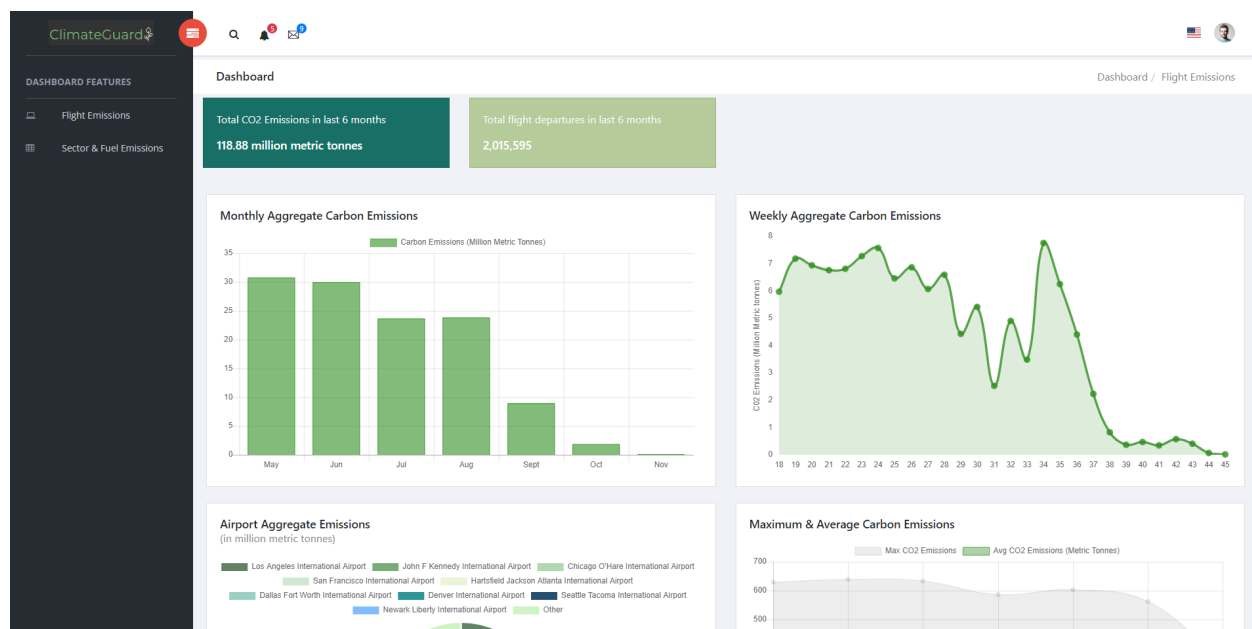 ClimateGuard
5 9
Dashboard
Dashboard / Flight Emissions
DASHBOARD FEATURES
Flight Emissions
Sector & Fuel Emissions
Total CO2 Emissions in last 6 months
118.88 million metric tonnes
Total flight departures in last 6 months
2,015,595
Monthly Aggregate Carbon Emissions
Carbon Emissions (Million Metric Tonnes)
35
30
25
20
15
10
5
0
May Jun Jul Aug Sept Oct Nov
Weekly Aggregate Carbon Emissions
C02 Emissions (Million Metric tonnes)
8
7
6
5
4
3
2
1
0
18 19 20 21 22 23 24 25 26 27 28 29 30 31 32 33 34 35 36 37 38 39 40 41 42 43 44 45
Airport Aggregate Emissions
(in million metric tonnes)
Los Angeles International Airport John F Kennedy International Airport Chicago O'Hare International Airport
San Francisco International Airport Hartsfield Jackson Atlanta International Airport
Dallas Fort Worth International Airport Denver International Airport Seattle Tacoma International Airport
Newark Liberty International Airport Other
Maximum & Average Carbon Emissions
Max CO2 Emissions Avg CO2 Emissions (Metric Tonnes)
700
600
500